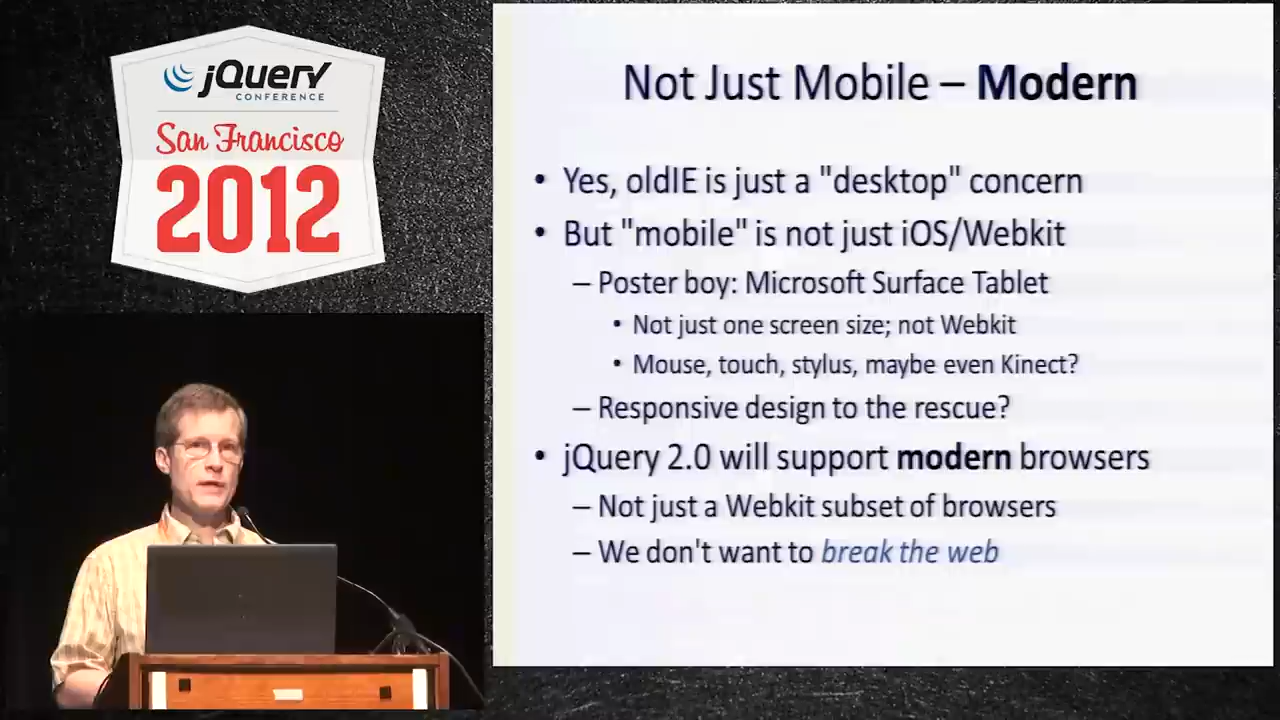 jQuery
CONFERENCE
San Francisco
2012
Not Just Mobile – Modern
• Yes, oldIE is just a "desktop" concern
• But "mobile" is not just iOS/Webkit
– Poster boy: Microsoft Surface Tablet
• Not just one screen size; not Webkit
• Mouse, touch, stylus, maybe even Kinect?
– Responsive design to the rescue?
• jQuery 2.0 will support modern browsers
– Not just a Webkit subset of browsers
– We don't want to break the web